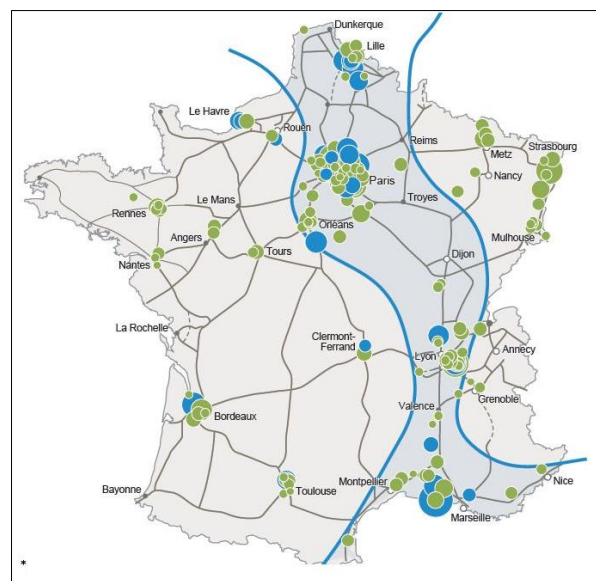 Dunkerque
Lille
Le Havre
Rouen
Reims
Metz
Strasbourg
Paris
Nancy
Rennes
Le Mans
Troyes
Orléans
Angers
Mulhouse
Tours
Dijon
Nantes
La Rochelle
Clermont-
Ferrand
Lyon
Annecy
Grenoble
Valence
Bordeaux
Montpellier
Nice
Toulouse
Bayonne
Marseille
*